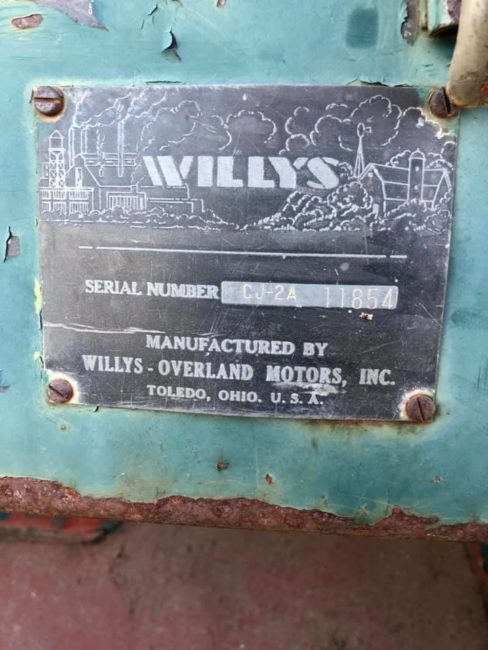 WILLYS
SERIAL NUMBER CJ-2A 11854
MANUFACTURED BY
WILLYS - OVERLAND MOTORS, INC.
TOLEDO, OHIO. U. S. A.